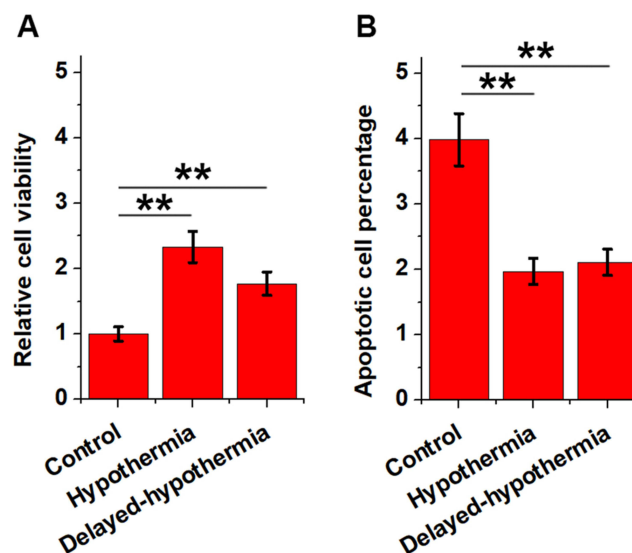 A
Relative cell viability
5
4
3
2
1
0
**
**
Control
Hypothermia
Delayed-hypothermia
B
Apoptotic cell percentage
5
4
3
2
1
0
**
**
Control
Hypothermia
Delayed-hypothermia